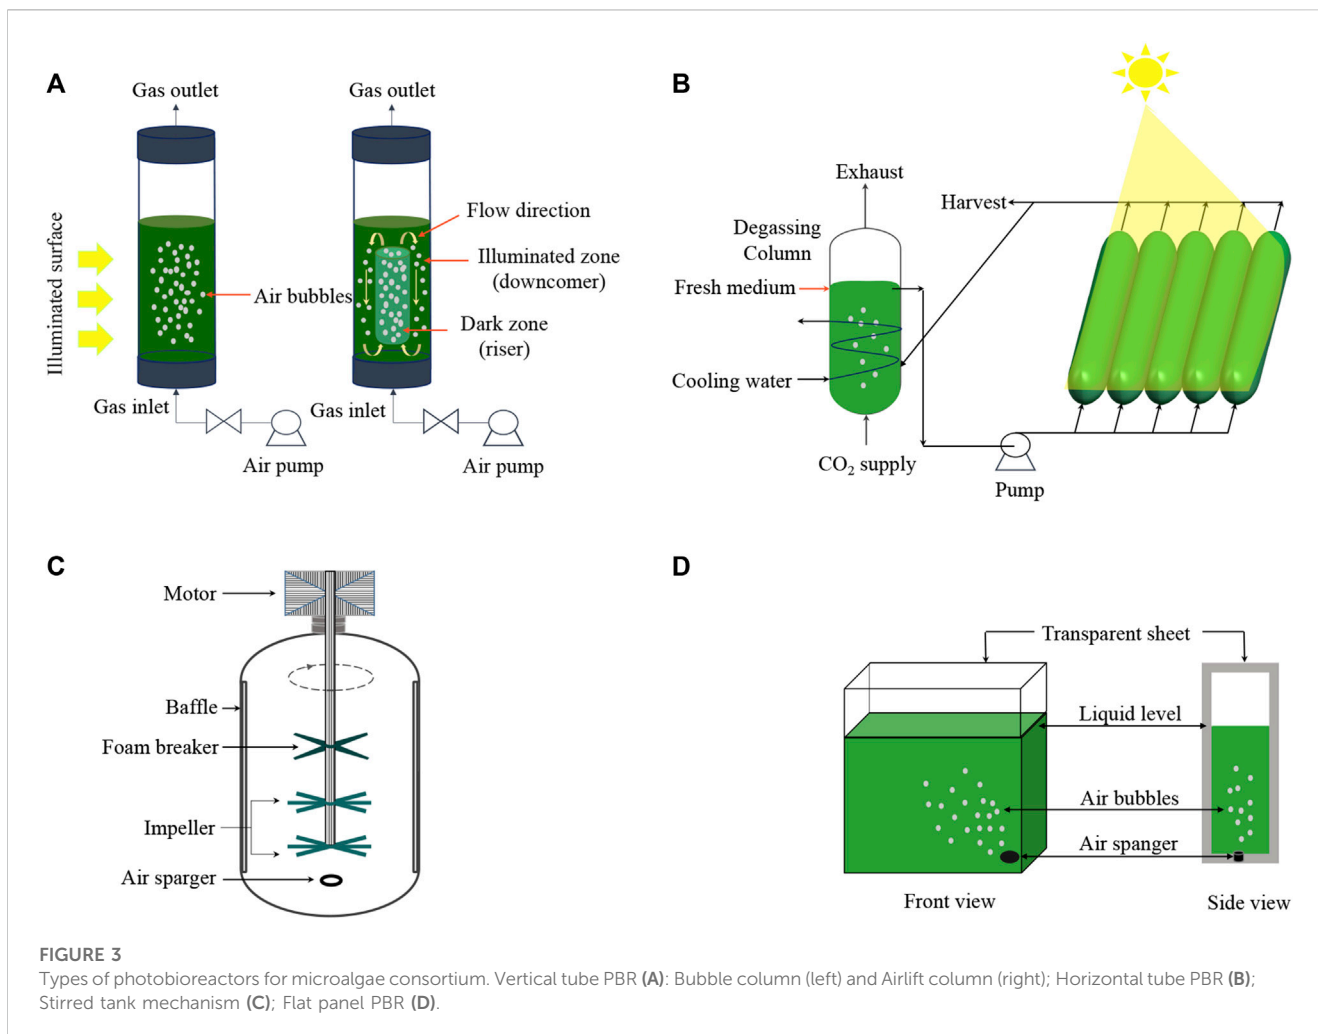 A
Gas outlet
Gas outlet
Illuminated surface
Flow direction
Illuminated zone
(downcomer)
Air bubbles
Dark zone
(riser)
Gas inlet
Gas inlet
Air pump
Air pump
B
Exhaust
Harvest
Degassing
Column
Fresh medium
Cooling water
CO₂ supply
Pump
C
Motor
Baffle
Foam breaker
Impeller
Air sparger
D
Transparent sheet
Liquid level
Air bubbles
Air spanger
Front view
Side view
FIGURE 3
Types of photobioreactors for microalgae consortium. Vertical tube PBR (A): Bubble column (left) and Airlift column (right); Horizontal tube PBR (B);
Stirred tank mechanism (C); Flat panel PBR (D).